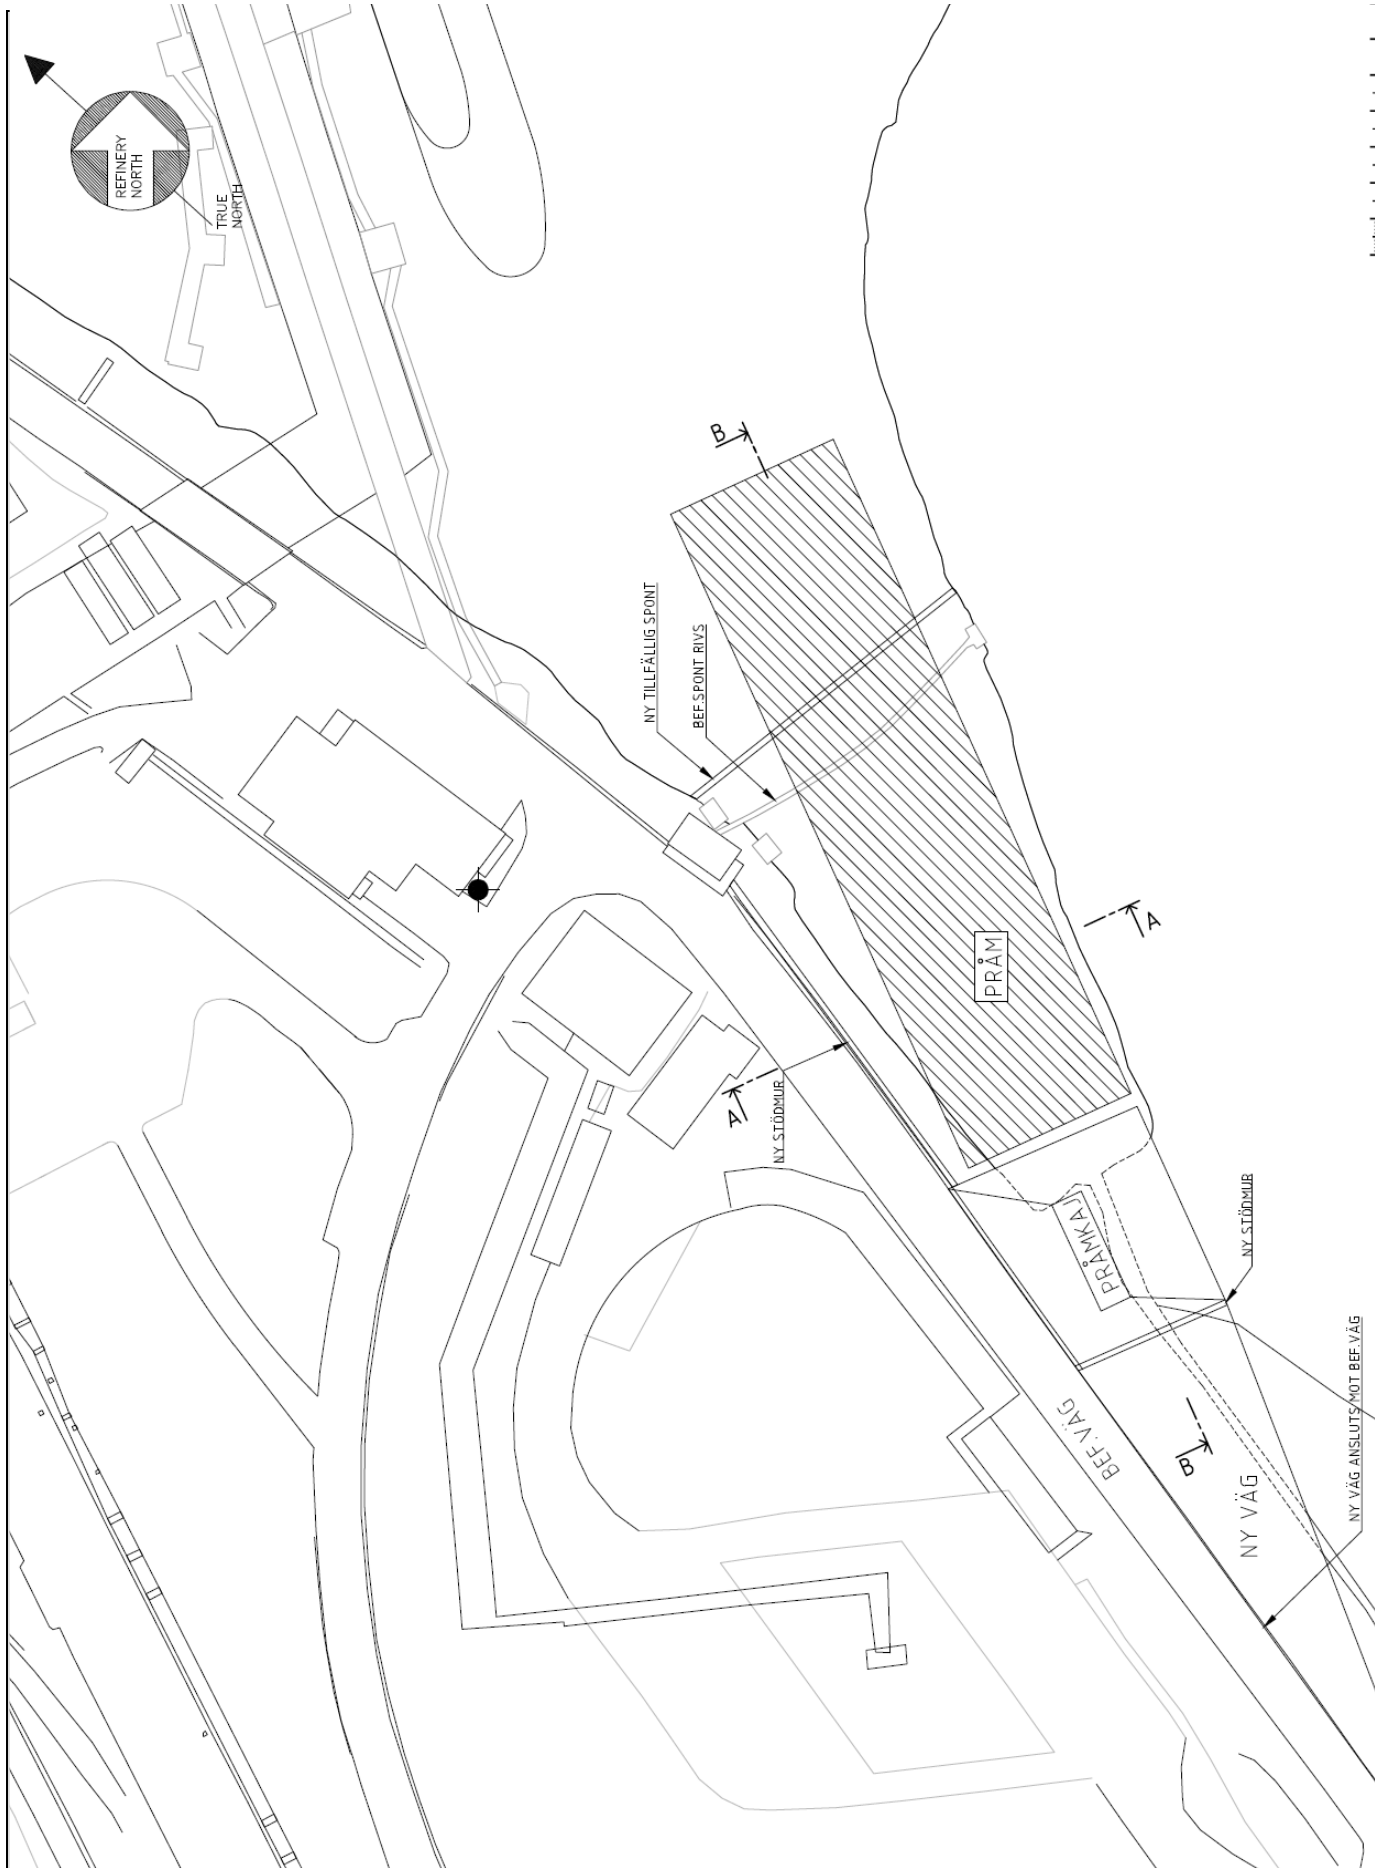 REFINERY
NORTH
TRUE
NORTH
B
NY TILLFÄLLIG SPONT
BEF.SPONT RIVS
PRÅM
A
A
NY STÖDMUR
PRÅMKAJ
NY STÖDMUR
BEF.VÄG
B
NY VÄG
NY VÄG ANSLUTS MOT BEF.VÄG